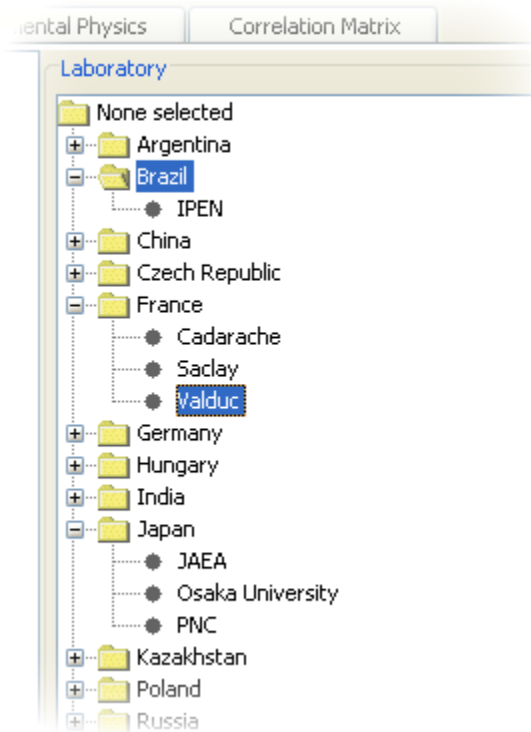 ental Physics
Correlation Matrix
Laboratory
None selected
Argentina
Brazil
IPEN
China
Czech Republic
France
Cadarache
Saclay
Valduc
Germany
Hungary
India
Japan
JAEA
Osaka University
PNC
Kazakhstan
Poland
Russia